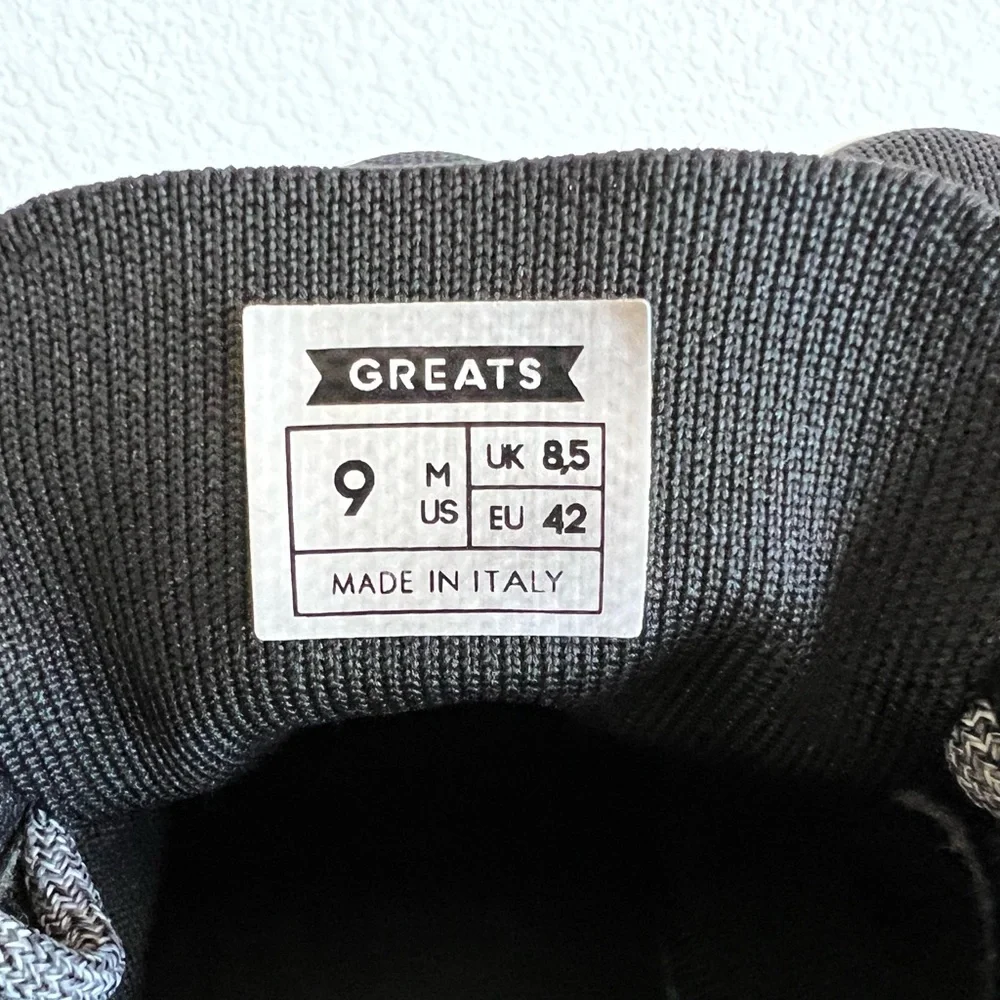 GREATS
9 M US
UK 8,5
EU 42
MADE IN ITALY